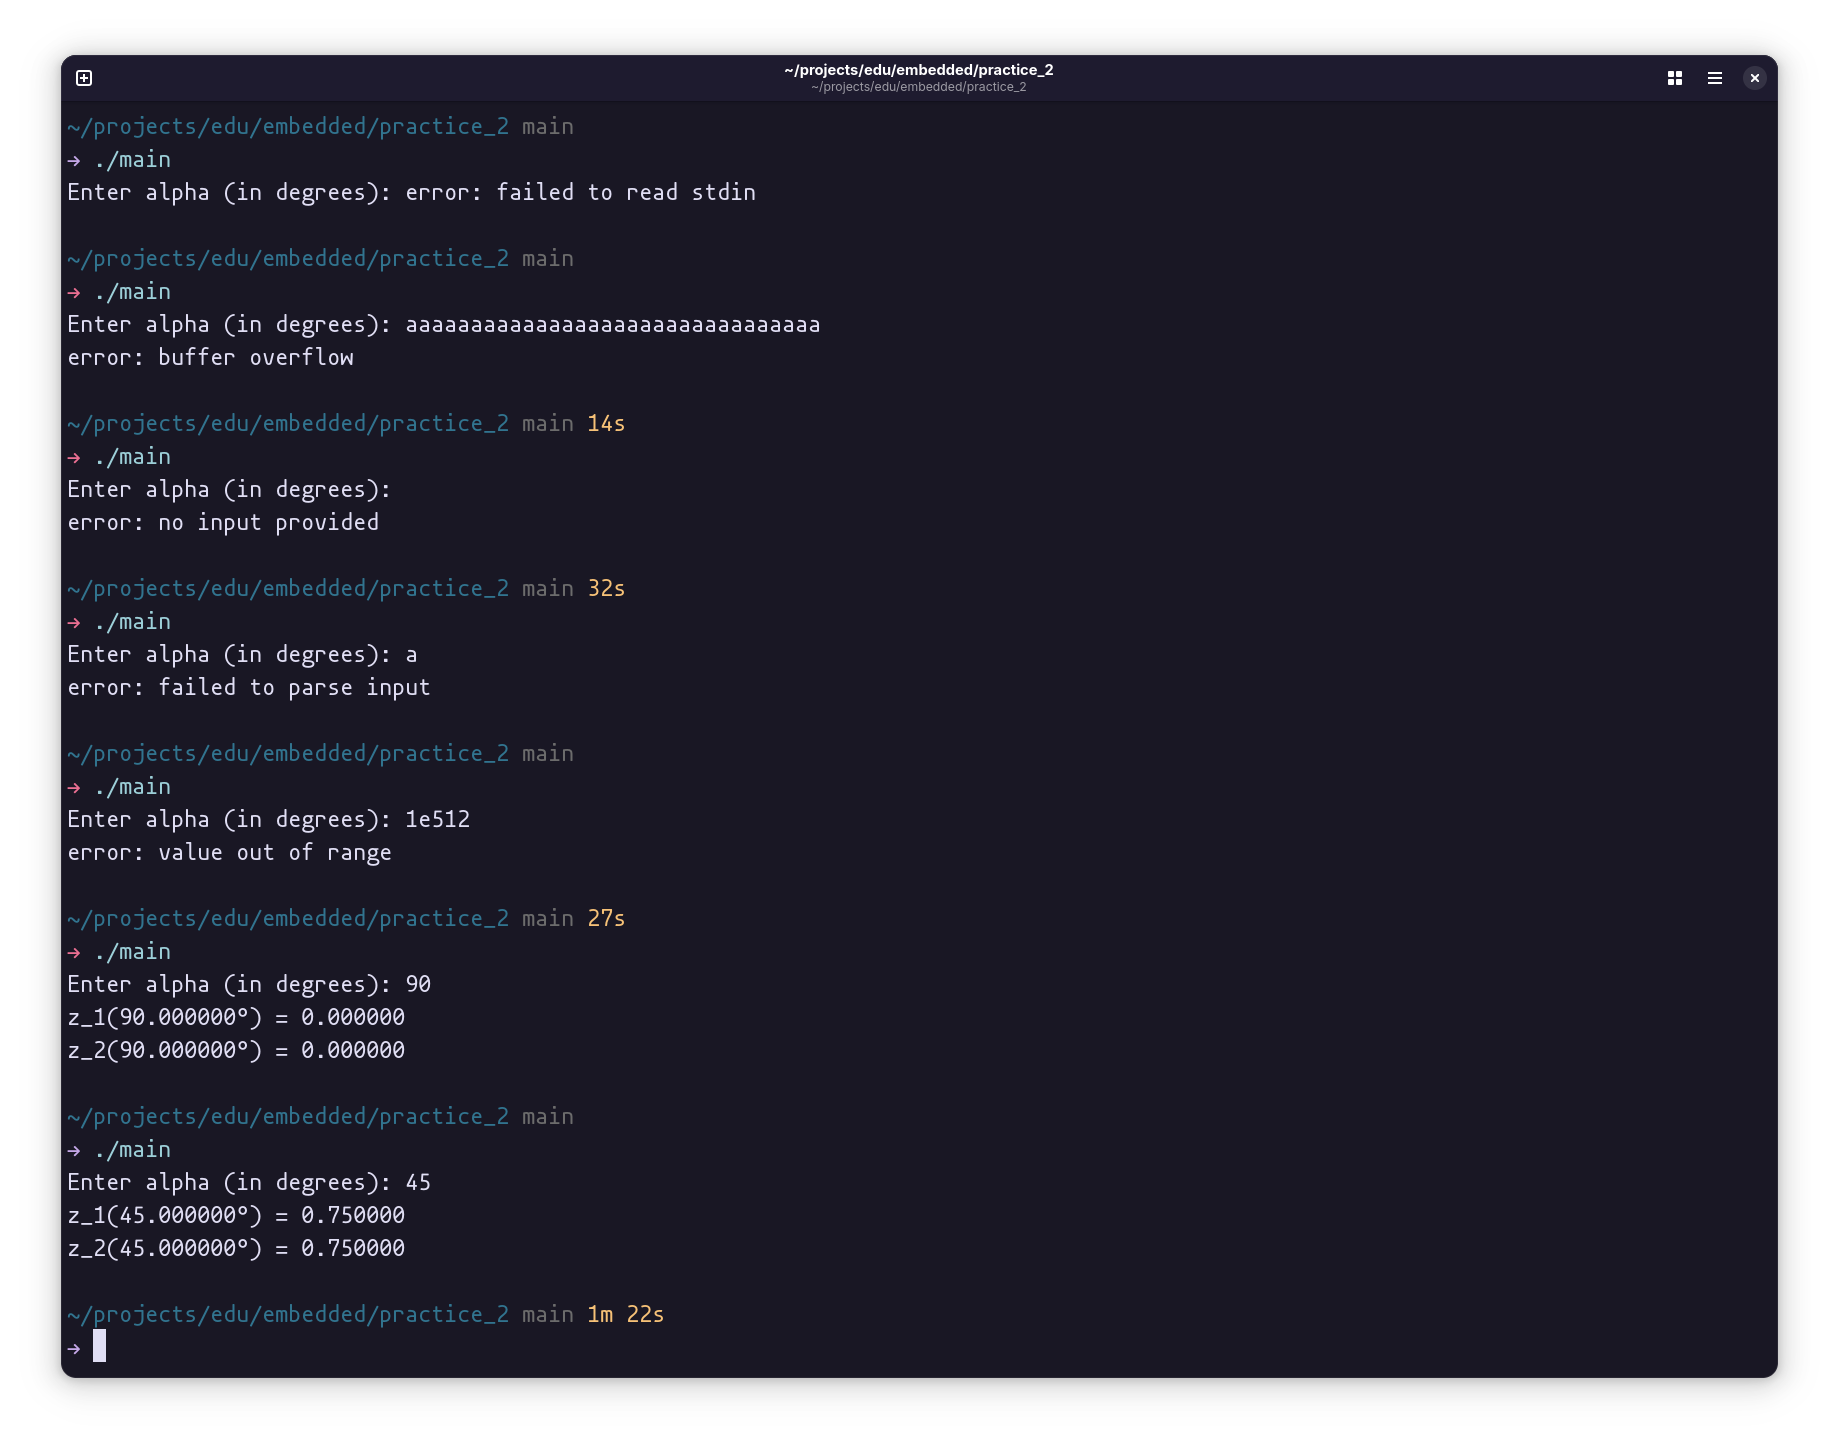 ~/projects/edu/embedded/practice_2
~/projects/edu/embedded/practice_2
~/projects/edu/embedded/practice_2 main
→ ./main
Enter alpha (in degrees): error: failed to read stdin
~/projects/edu/embedded/practice_2 main
→ ./main
Enter alpha (in degrees): aaaaaaaaaaaaaaaaaaaaaaaaaaaaaaaa
error: buffer overflow
~/projects/edu/embedded/practice_2 main 14s
→ ./main
Enter alpha (in degrees):
error: no input provided
~/projects/edu/embedded/practice_2 main 32s
→ ./main
Enter alpha (in degrees): a
error: failed to parse input
~/projects/edu/embedded/practice_2 main
→ ./main
Enter alpha (in degrees): 1e512
error: value out of range
~/projects/edu/embedded/practice_2 main 27s
→ ./main
Enter alpha (in degrees): 90
z_1(90.000000°) = 0.000000
z_2(90.000000°) = 0.000000
~/projects/edu/embedded/practice_2 main
→ ./main
Enter alpha (in degrees): 45
z_1(45.000000°) = 0.750000
z_2(45.000000°) = 0.750000
~/projects/edu/embedded/practice_2 main 1m 22s
→